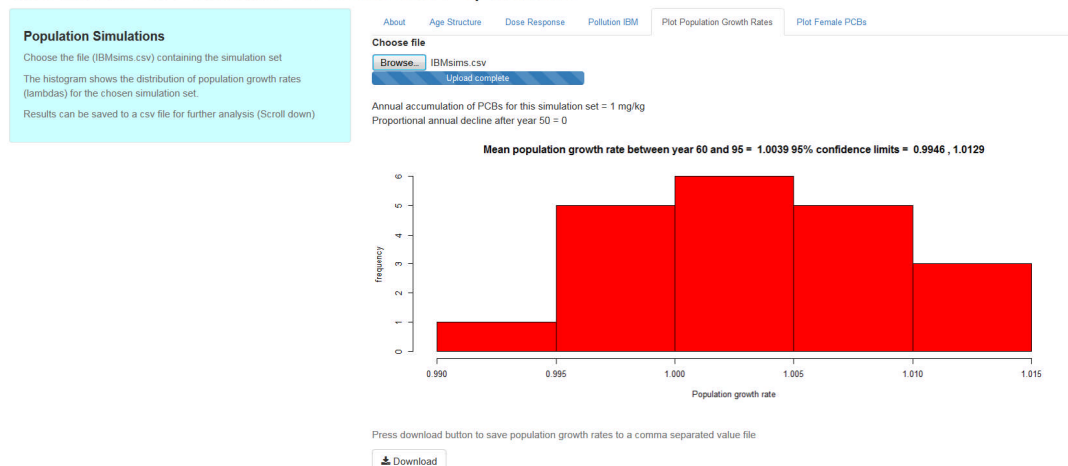 Population Simulations
Choose the file (IBMsims.csv) containing the simulation set
The histogram shows the distribution of population growth rates
(lambdas) for the chosen simulation set.
Results can be saved to a csv file for further analysis (Scroll down)
About Age Structure Dose Response Pollution IBM Plot Population Growth Rates Plot Female PCBs
Choose file
Browse... IBMsims.csv
Upload complete
Annual accumulation of PCBs for this simulation set = 1 mg/kg
Proportional annual decline after year 50 = 0
Mean population growth rate between year 60 and 95 = 1.0039 95% confidence limits = 0.9946 , 1.0129
frequency
6
5
4
3
2
1
0
0.990 0.995 1.000 1.005 1.010 1.015
Population growth rate
Press download button to save population growth rates to a comma separated value file
Download